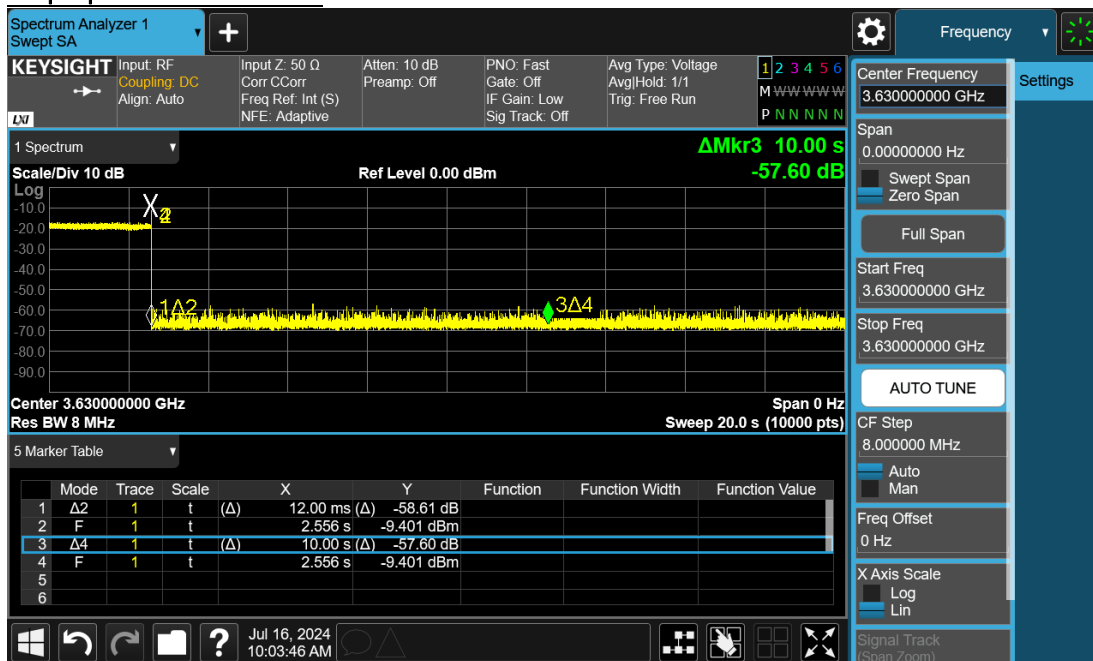 Spectrum Analyzer 1
Swept SA
+
Frequency
KEYSIGHT
LXI
Input: RF
Coupling: DC
Align: Auto
Input Z: 50 Ω
Corr CCorr
Freq Ref: Int (S)
NFE: Adaptive
Atten: 10 dB
Preamp: Off
PNO: Fast
Gate: Off
IF Gain: Low
Sig Track: Off
Avg Type: Voltage
Avg|Hold: 1/1
Trig: Free Run
1 2 3 4 5 6
M W W W W W
P N N N N N
1 Spectrum
ΔMkr3 10.00 s
-57.60 dB
Scale/Div 10 dB
Ref Level 0.00 dBm
Log
-10.0
-20.0
-30.0
-40.0
-50.0
-60.0
-70.0
-80.0
-90.0
X
1Δ2
3Δ4
Center 3.630000000 GHz
Span 0 Hz
Res BW 8 MHz
Sweep 20.0 s (10000 pts)
5 Marker Table
Mode Trace Scale X Y Function Function Width Function Value
1 Δ2 1 t (Δ) 12.00 ms (Δ) -58.61 dB
2 F 1 t 2.556 s -9.401 dBm
3 Δ4 1 t (Δ) 10.00 s (Δ) -57.60 dB
4 F 1 t 2.556 s -9.401 dBm
5
6
?
Jul 16, 2024
10:03:46 AM
Center Frequency
3.630000000 GHz
Settings
Span
0.00000000 Hz
Swept Span
Zero Span
Full Span
Start Freq
3.630000000 GHz
Stop Freq
3.630000000 GHz
AUTO TUNE
CF Step
8.000000 MHz
Auto
Man
Freq Offset
0 Hz
X Axis Scale
Log
Lin
Signal Track
(Span Zoom)